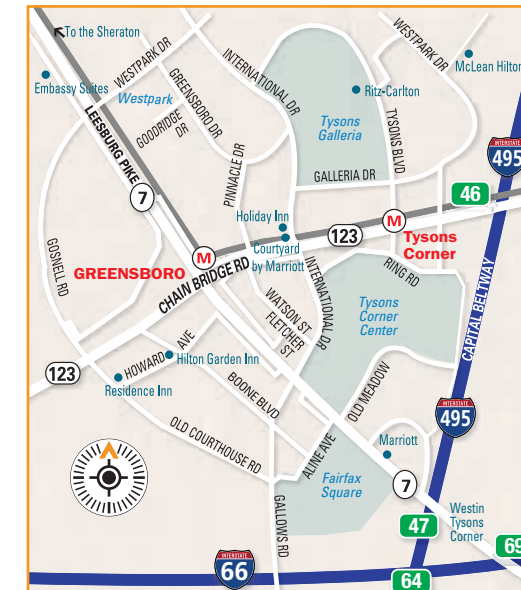 To the Sheraton
WESTPARK DR
INTERNATIONAL DR
WESTPARK DR
McLean Hilton
Embassy Suites
Westpark
GREENSBORO DR
GOODRIDGE
DR
Ritz-Carlton
Tysons
Galleria
TYSONS BLVD
LEESBURG PIKE
INTERSTATE
495
PINNACLE DR
GALLERIA DR
7
46
Holiday Inn
123
M
Tysons
Corner
Courtyard
by Marriott
GOSNELL RD
GREENSBORO
M
CHAIN BRIDGE RD
INTERNATIONAL DR
RING RD
WATSON ST
FLETCHER
ST
Tysons
Corner
Center
CAPITAL BELTWAY
123
HOWARD AVE
Hilton Garden Inn
Residence Inn
BOONE BLVD
OLD MEADOW
INTERSTATE
495
OLD COURTHOUSE RD
ALINE AVE
Marriott
Fairfax
Square
7
GALLOWS RD
Westin
Tysons
Corner
47
INTERSTATE
66
69
64